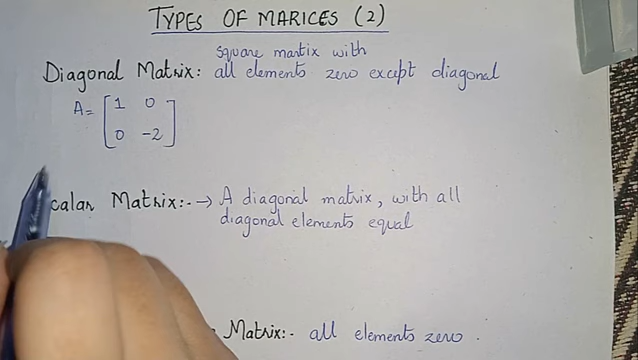 TYPES OF MARICES (2)
square martix with
Diagonal Matrix: all elements zero except diagonal
A= [1 0
0 -2]
calar Matrix:- → A diagonal matrix, with all
diagonal elements equal
Matrix:- all elements zero.